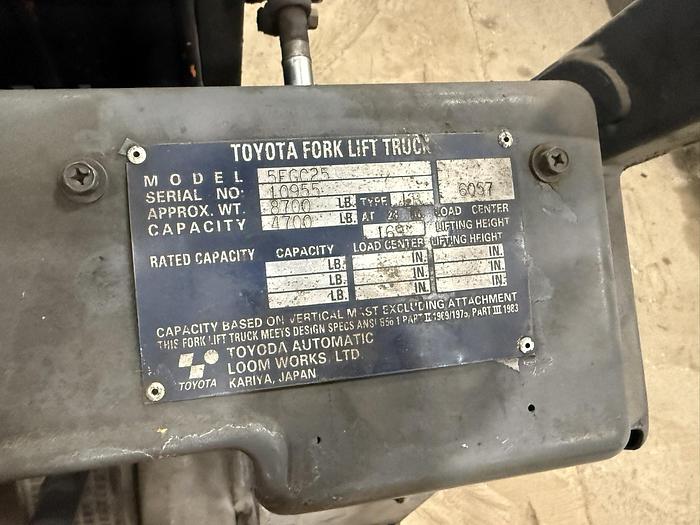 TOYOTA FORK LIFT TRUCK
MODEL 5FGC25
SERIAL NO. 10955 6057
APPROX. WT. 8700 LB. TYPE
CAPACITY 4700 LB. AT 24 IN. LOAD CENTER
LIFTING HEIGHT
RATED CAPACITY CAPACITY LOAD CENTER LIFTING HEIGHT
LB. IN. IN.
LB. IN. IN.
LB. IN. IN.
CAPACITY BASED ON VERTICAL MAST EXCLUDING ATTACHMENT
THIS FORK LIFT TRUCK MEETS DESIGN SPECS ANSI B56.1 PART II PART III 1983
TOYODA AUTOMATIC
LOOM WORKS, LTD.
TOYOTA KARIYA, JAPAN